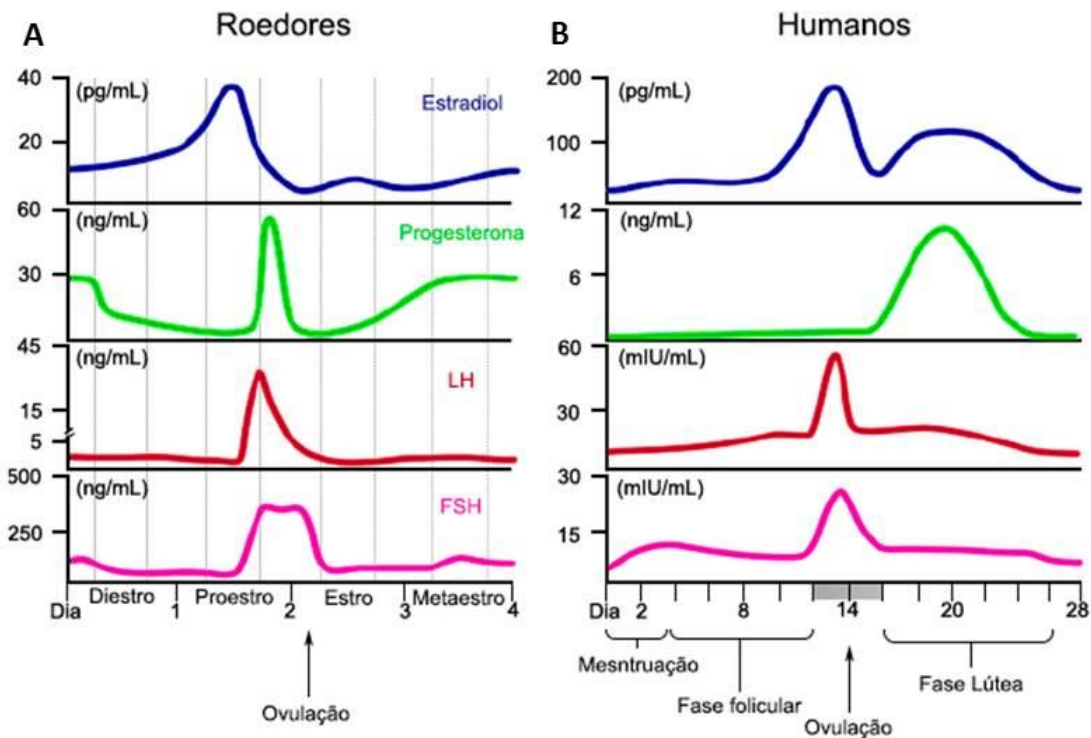 A
Roedores
40
(pg/mL)
Estradiol
20
60
(ng/mL)
Progesterona
30
45
(ng/mL)
LH
15
5
500
(ng/mL)
FSH
250
Diestro
Proestro
Estro
Metaestro
Dia
1
2
3
4
Ovulação
B
Humanos
200
(pg/mL)
100
12
(ng/mL)
6
60
(mIU/mL)
30
30
(mIU/mL)
15
Dia 2 8 14 20 28
Mesntruação
Fase folicular
Ovulação
Fase Lútea